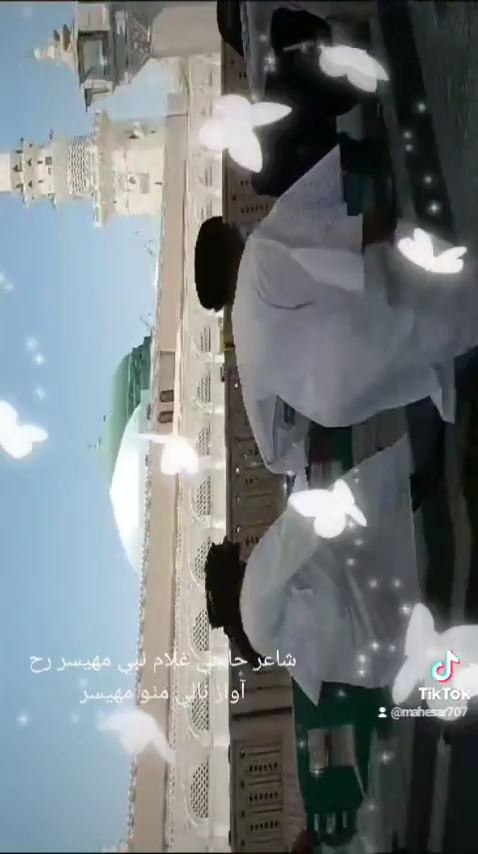 شاعر حاجي غلام نبي مهيسر رح
آواز نالي منو مهيسر
TikTok
@mahesar707